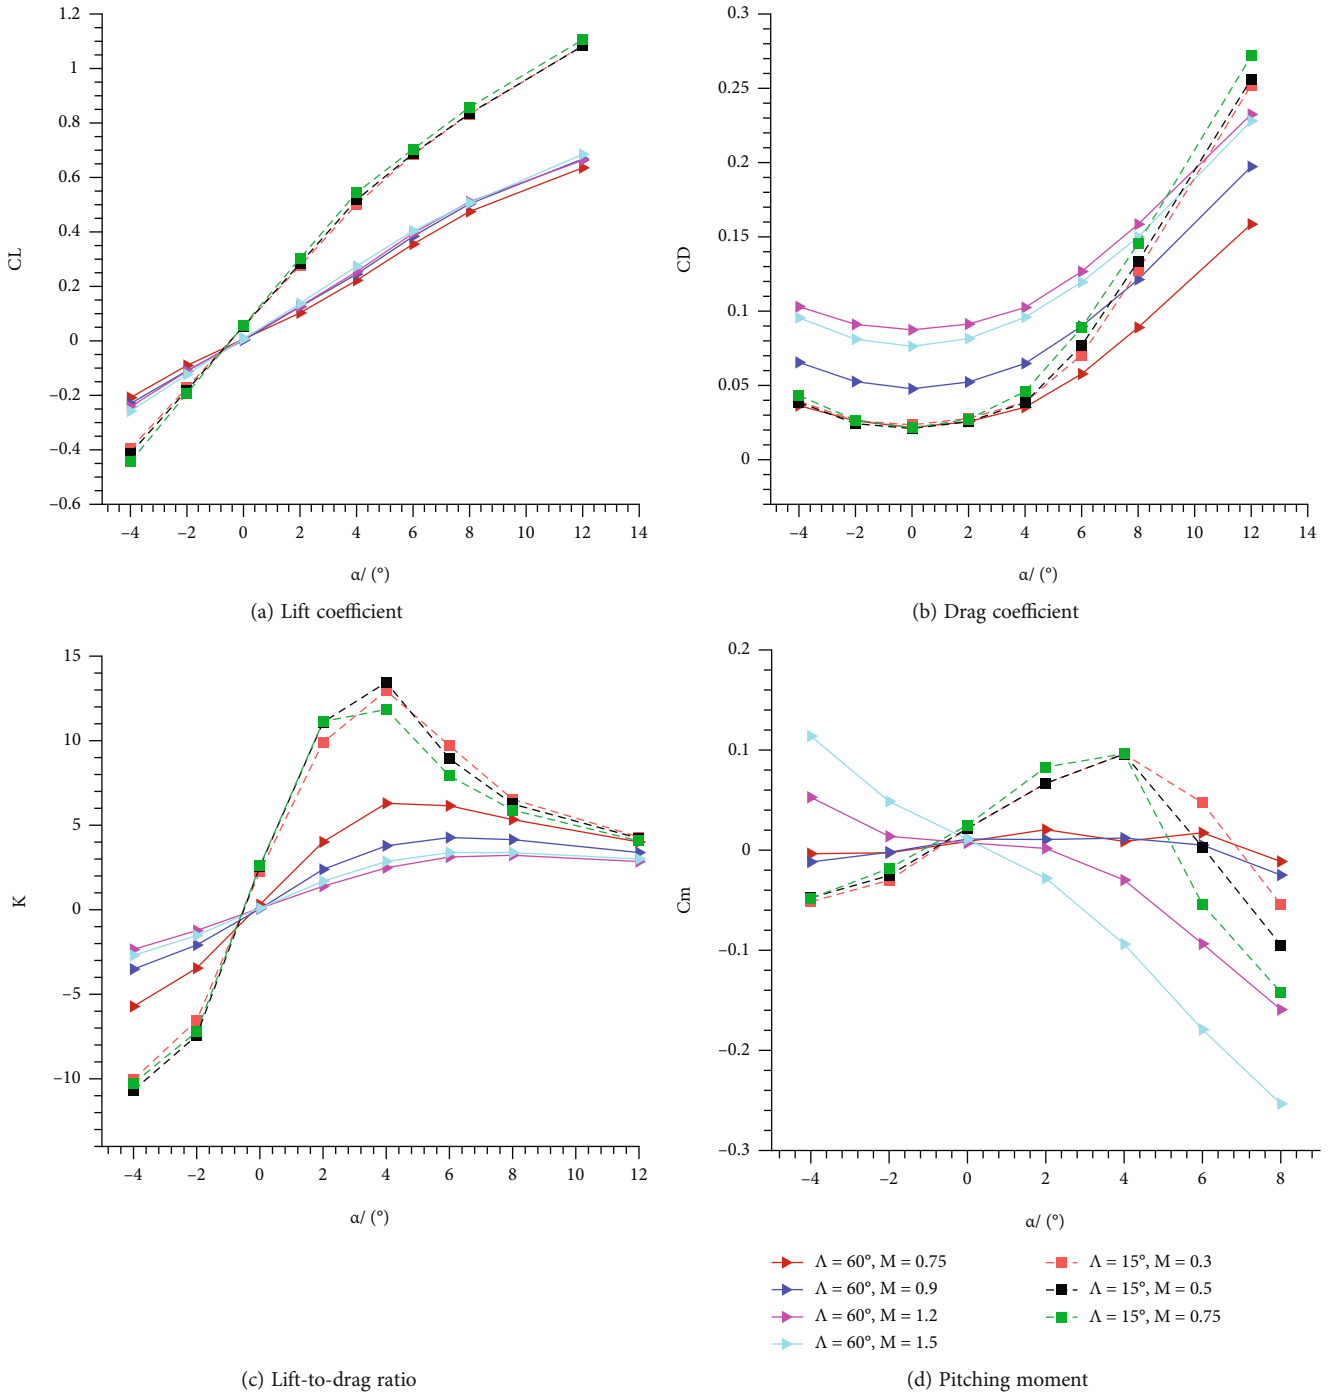 1.2
1
0.8
0.6
0.4
0.2
0
−0.2
−0.4
−0.6
CL
−4 −2 0 2 4 6 8 10 12 14
α/ (°)
(a) Lift coefficient
0.3
0.25
0.2
0.15
0.1
0.05
0
CD
−4 −2 0 2 4 6 8 10 12 14
α/ (°)
(b) Drag coefficient
15
10
5
0
−5
−10
K
−4 −2 0 2 4 6 8 10 12
α/ (°)
0.2
0.1
0
−0.1
−0.2
−0.3
Cm
−4 −2 0 2 4 6 8
α/ (°)
Λ = 60°, M = 0.75
Λ = 60°, M = 0.9
Λ = 60°, M = 1.2
Λ = 60°, M = 1.5
Λ = 15°, M = 0.3
Λ = 15°, M = 0.5
Λ = 15°, M = 0.75
(c) Lift-to-drag ratio
(d) Pitching moment